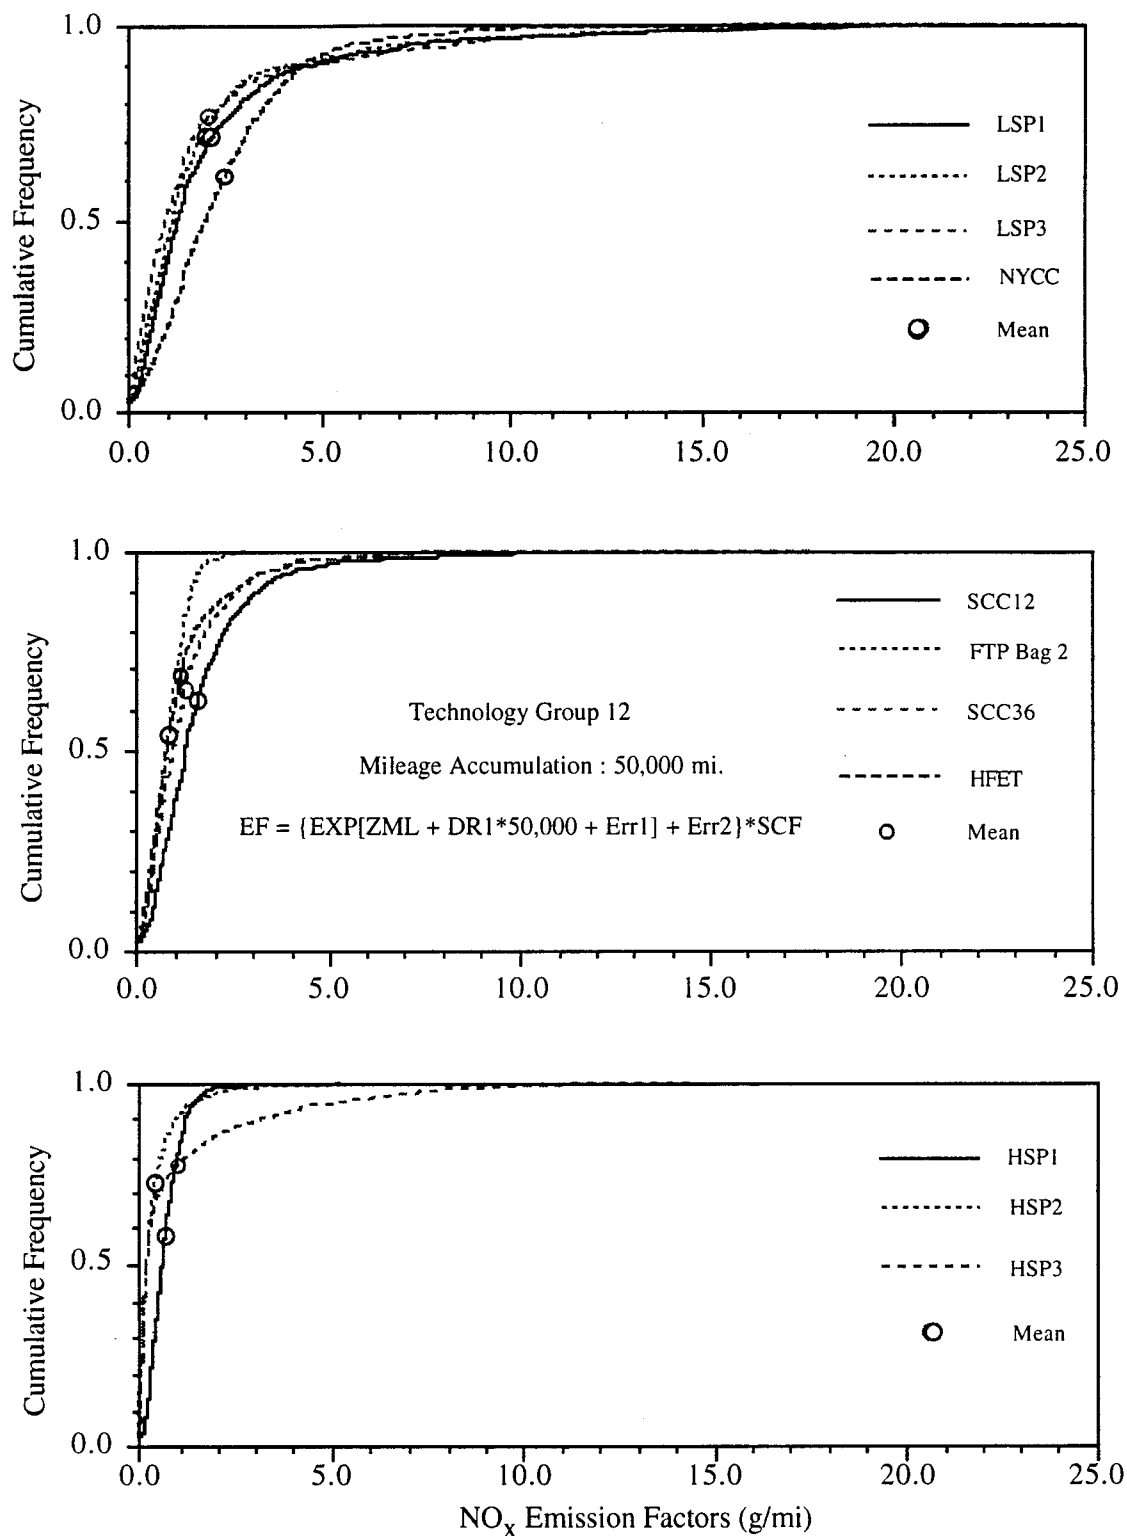 1.0
0.5
0.0
Cumulative Frequency
LSP1
LSP2
LSP3
NYCC
Mean
0.0 5.0 10.0 15.0 20.0 25.0
1.0
0.5
0.0
Cumulative Frequency
SCC12
FTP Bag 2
SCC36
HFET
Mean
Technology Group 12
Mileage Accumulation : 50,000 mi.
EF = {EXP[ZML + DR1*50,000 + Err1] + Err2}*SCF
0.0 5.0 10.0 15.0 20.0 25.0
1.0
0.5
0.0
Cumulative Frequency
HSP1
HSP2
HSP3
Mean
0.0 5.0 10.0 15.0 20.0 25.0
NOx Emission Factors (g/mi)